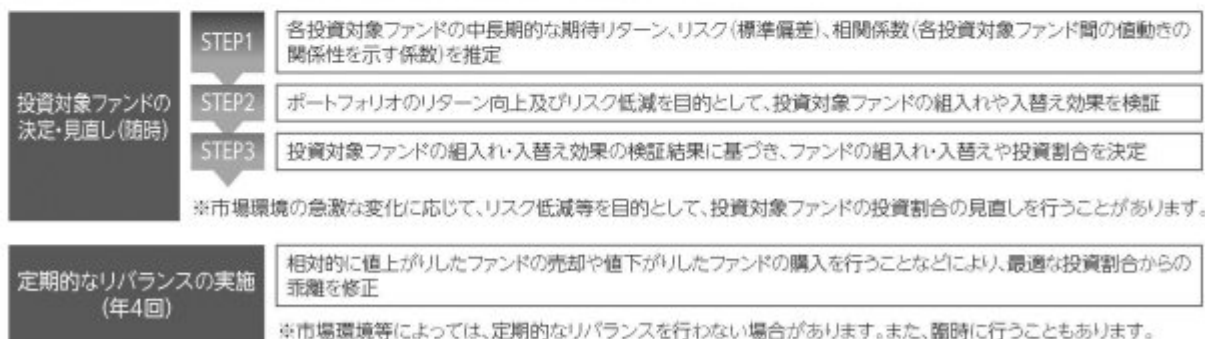 投資対象ファンドの
決定・見直し(随時)
STEP1
各投資対象ファンドの中長期的な期待リターン、リスク(標準偏差)、相関係数(各投資対象ファンド間の値動きの
関係性を示す係数)を推定
STEP2
ポートフォリオのリターン向上及びリスク低減を目的として、投資対象ファンドの組入れや入替え効果を検証
STEP3
投資対象ファンドの組入れ・入替え効果の検証結果に基づき、ファンドの組入れ・入替えや投資割合を決定
※市場環境の急激な変化に応じて、リスク低減等を目的として、投資対象ファンドの投資割合の見直しを行うことがあります。
定期的なリバランスの実施
(年4回)
相対的に値上がりしたファンドの売却や値下がりしたファンドの購入を行うことなどにより、最適な投資割合からの
乖離を修正
※市場環境等によっては、定期的なリバランスを行わない場合があります。また、臨時に行うこともあります。